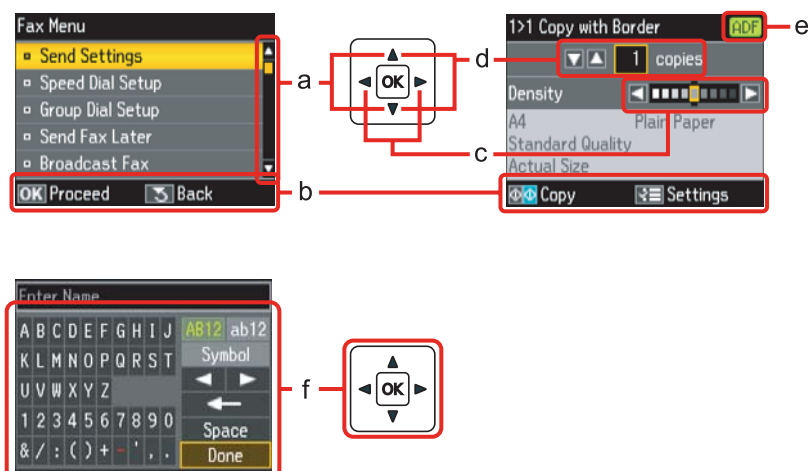 Fax Menu
Send Settings
Speed Dial Setup
Group Dial Setup
Send Fax Later
Broadcast Fax
OK Proceed Back
a
b
OK
d
c
1>1 Copy with Border ADF
1 copies
Density
A4 Plain Paper
Standard Quality
Actual Size
Copy Settings
e
Enter Name
A B C D E F G H I J AB12 ab12
K L M N O P Q R S T Symbol
U V W X Y Z
1 2 3 4 5 6 7 8 9 0 Space
& / : ( ) + - ' , . Done
f
OK